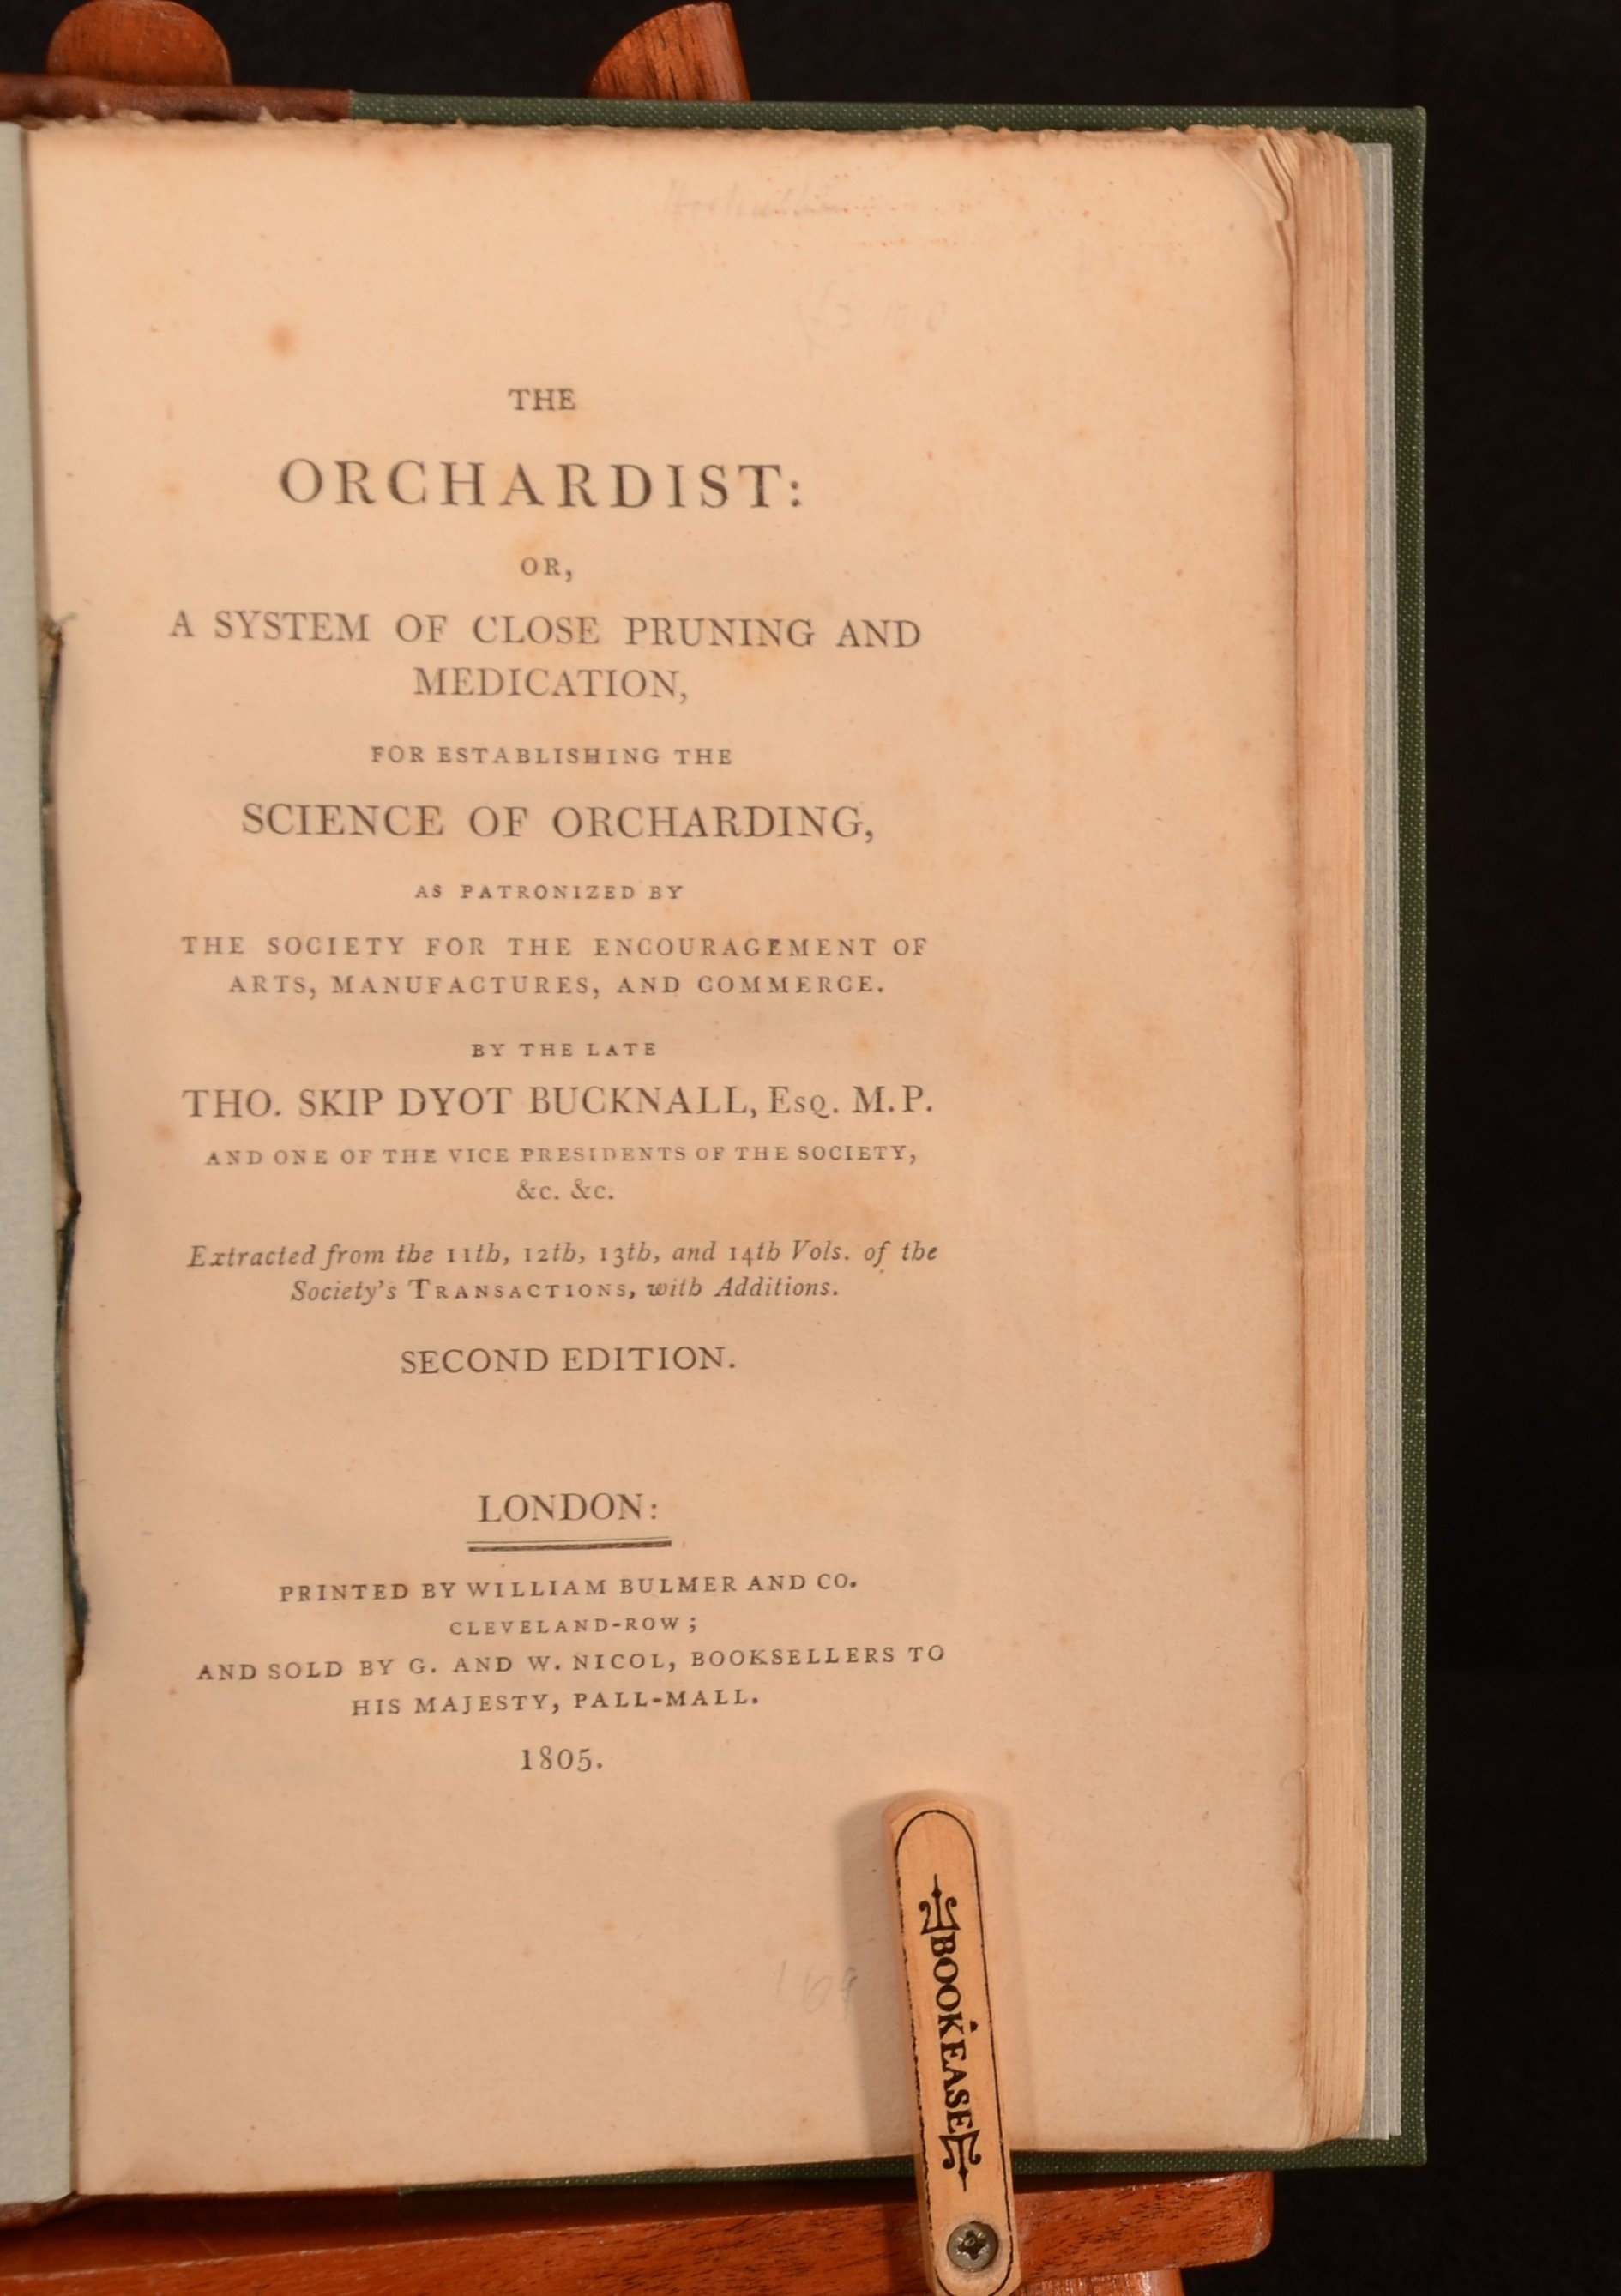 THE
ORCHARDIST:
OR,
A SYSTEM OF CLOSE PRUNING AND
MEDICATION,
FOR ESTABLISHING THE
SCIENCE OF ORCHARDING,
AS PATRONIZED BY
THE SOCIETY FOR THE ENCOURAGEMENT OF
ARTS, MANUFACTURES, AND COMMERCE.
BY THE LATE
THO. SKIP DYOT BUCKNALL, Esq. M.P.
AND ONE OF THE VICE PRESIDENTS OF THE SOCIETY,
&c. &c.
Extracted from the 11th, 12th, 13th, and 14th Vols. of the
Society's TRANSACTIONS, with Additions.
SECOND EDITION.
LONDON:
PRINTED BY WILLIAM BULMER AND CO.
CLEVELAND-ROW;
AND SOLD BY G. AND W. NICOL, BOOKSELLERS TO
HIS MAJESTY, PALL-MALL.
1805.
BOOKEASE